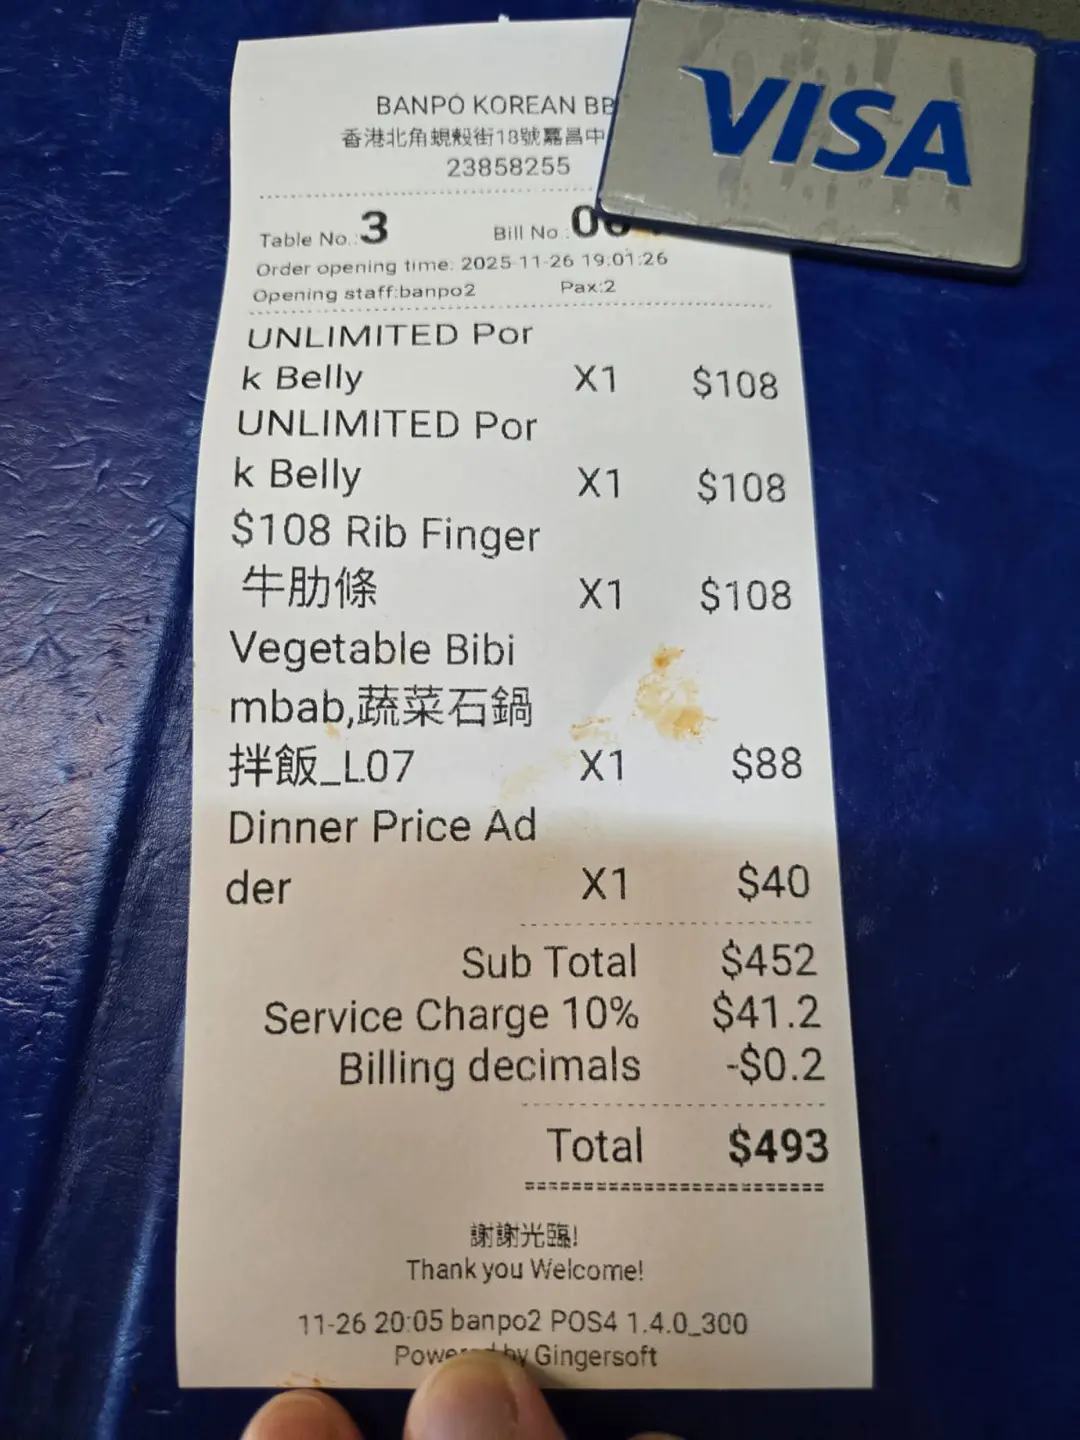 VISA
BANPO KOREAN BB
香港北角蜆殼街18號嘉昌中
23858255
Table No.:3 Bill No.:
Order opening time: 2025-11-26 19:01:26
Opening staff:banpo2 Pax:2
UNLIMITED Por
k Belly X1 $108
UNLIMITED Por
k Belly X1 $108
$108 Rib Finger
牛肋條 X1 $108
Vegetable Bibi
mbab,蔬菜石鍋
拌飯_L07 X1 $88
Dinner Price Ad
der X1 $40
Sub Total $452
Service Charge 10% $41.2
Billing decimals -$0.2
Total $493
謝謝光臨!
Thank you Welcome!
11-26 20:05 banpo2 POS4 1.4.0_300
by Gingersoft